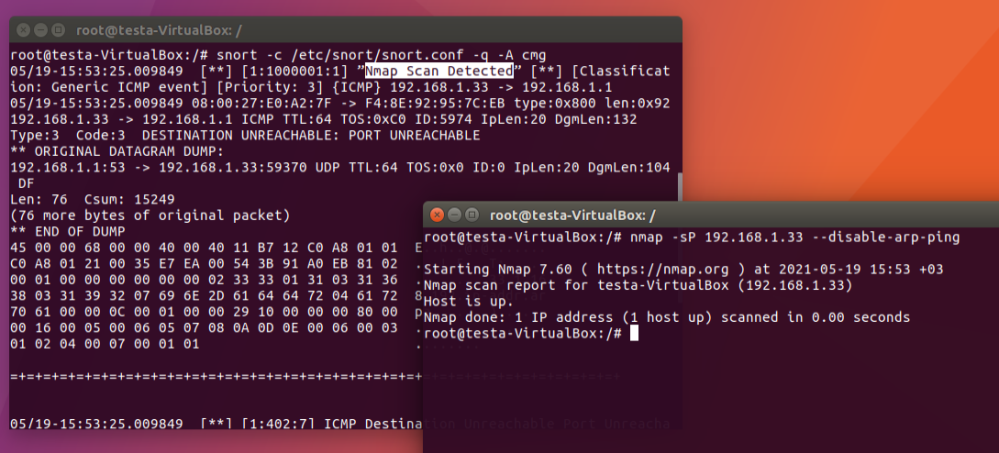 root@testa-VirtualBox: /
root@testa-VirtualBox:/# snort -c /etc/snort/snort.conf -q -A cmg
05/19-15:53:25.009849  [**] [1:1000001:1] ”Nmap Scan Detected” [**] [Classificat
ion: Generic ICMP event] [Priority: 3] {ICMP} 192.168.1.33 -> 192.168.1.1
05/19-15:53:25.009849 08:00:27:E0:A2:7F -> F4:8E:92:95:7C:EB type:0x800 len:0x92
192.168.1.33 -> 192.168.1.1 ICMP TTL:64 TOS:0xC0 ID:5974 IpLen:20 DgmLen:132
Type:3  Code:3  DESTINATION UNREACHABLE: PORT UNREACHABLE
** ORIGINAL DATAGRAM DUMP:
192.168.1.1:53 -> 192.168.1.33:59370 UDP TTL:64 TOS:0x0 ID:0 IpLen:20 DgmLen:104
 DF
Len: 76  Csum: 15249
(76 more bytes of original packet)
** END OF DUMP
45 00 00 68 00 00 40 00 40 11 B7 12 C0 A8 01 01  E
C0 A8 01 21 00 35 E7 EA 00 54 3B 91 A0 EB 81 02  .
00 01 00 00 00 00 00 00 02 33 33 01 31 03 31 36  .
38 03 31 39 32 07 69 6E 2D 61 64 64 72 04 61 72  8
70 61 00 00 0C 00 01 00 00 29 10 00 00 00 80 00  p
00 16 00 05 00 06 05 07 08 0A 0D 0E 00 06 00 03  .
01 02 04 00 07 00 01 01                          .
=+=+=+=+=+=+=+=+=+=+=+=+=+=+=+=+=+=+=+=+=+=+=+=+=+=+=+=+=+=+=+=+=+=+=+=+=+=+
05/19-15:53:25.009849  [**] [1:402:7] ICMP Destination Unreachable Port Unreacha
root@testa-VirtualBox: /
root@testa-VirtualBox:/# nmap -sP 192.168.1.33 --disable-arp-ping
Starting Nmap 7.60 ( https://nmap.org ) at 2021-05-19 15:53 +03
Nmap scan report for testa-VirtualBox (192.168.1.33)
Host is up.
Nmap done: 1 IP address (1 host up) scanned in 0.00 seconds
root@testa-VirtualBox:/#